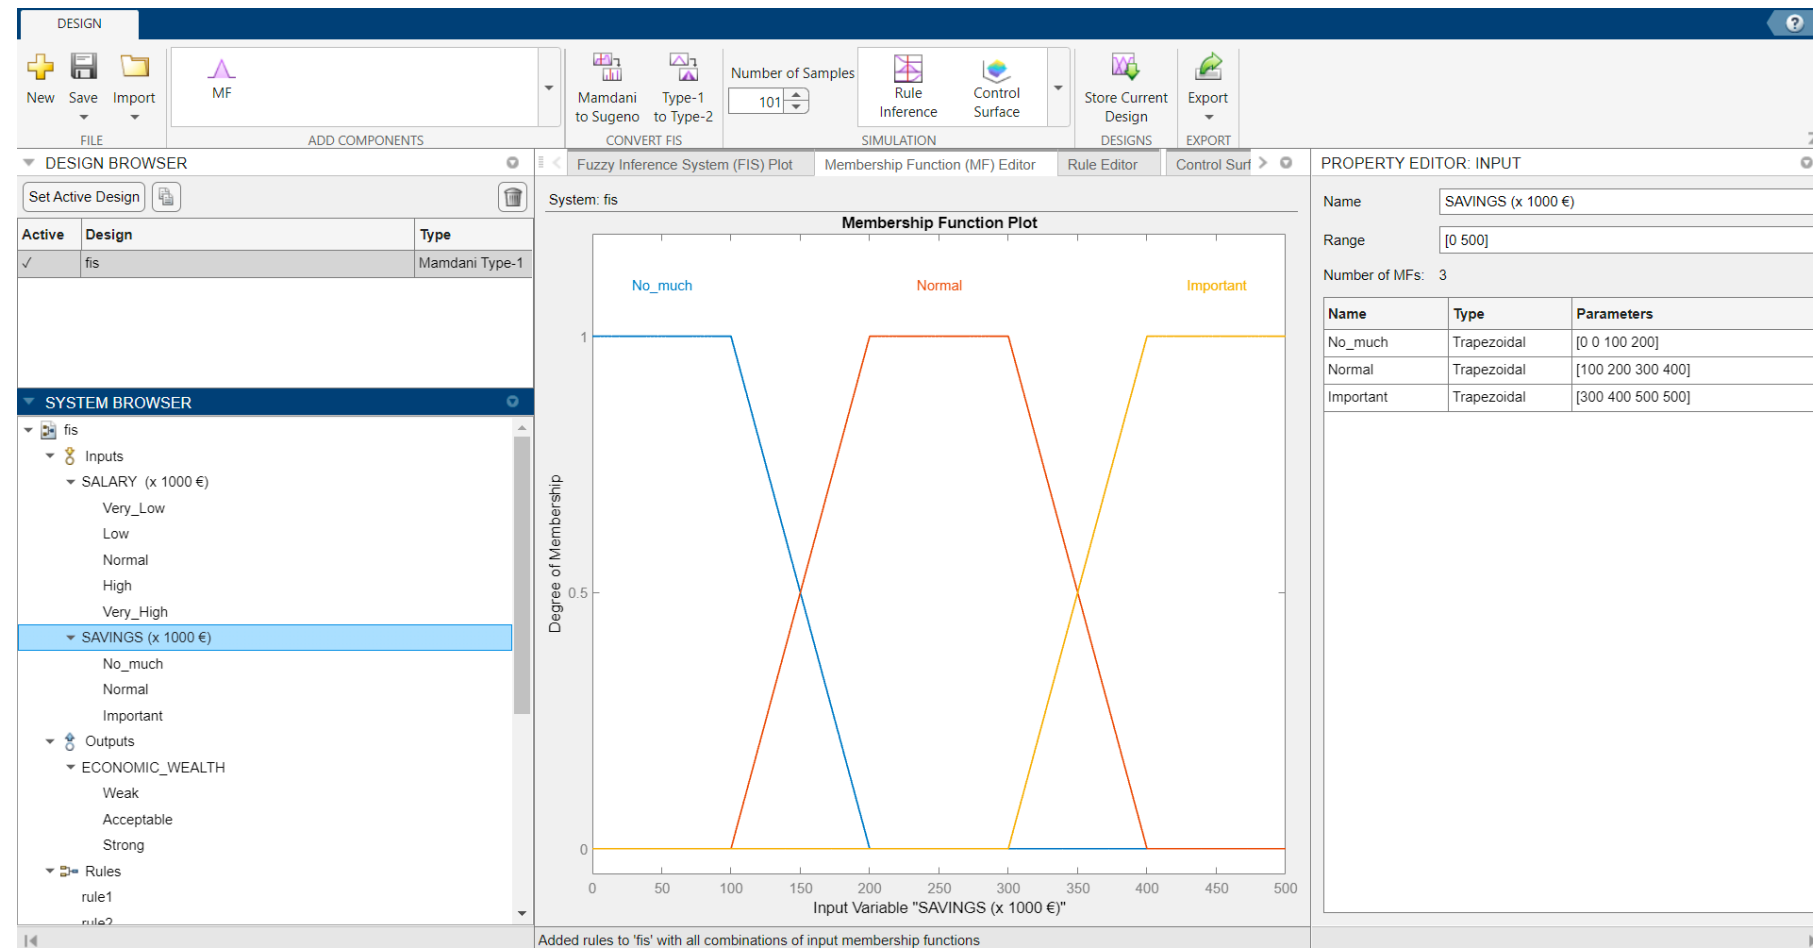 DESIGN
New
Save
Import
FILE
MF
ADD COMPONENTS
Mamdani
to Sugeno
Type-1
to Type-2
CONVERT FIS
Number of Samples
101
Rule
Inference
Control
Surface
SIMULATION
Store Current
Design
DESIGNS
Export
EXPORT
DESIGN BROWSER
Set Active Design
Active Design Type
✓ fis Mamdani Type-1
SYSTEM BROWSER
fis
Inputs
SALARY (x 1000 €)
Very_Low
Low
Normal
High
Very_High
SAVINGS (x 1000 €)
No_much
Normal
Important
Outputs
ECONOMIC_WEALTH
Weak
Acceptable
Strong
Rules
rule1
rule2
Fuzzy Inference System (FIS) Plot
Membership Function (MF) Editor
Rule Editor
Control Surf
System: fis
Membership Function Plot
No_much Normal Important
1
0.5
0
Degree of Membership
0 50 100 150 200 250 300 350 400 450 500
Input Variable "SAVINGS (x 1000 €)"
Added rules to 'fis' with all combinations of input membership functions
PROPERTY EDITOR: INPUT
Name SAVINGS (x 1000 €)
Range [0 500]
Number of MFs: 3
Name Type Parameters
No_much Trapezoidal [0 0 100 200]
Normal Trapezoidal [100 200 300 400]
Important Trapezoidal [300 400 500 500]